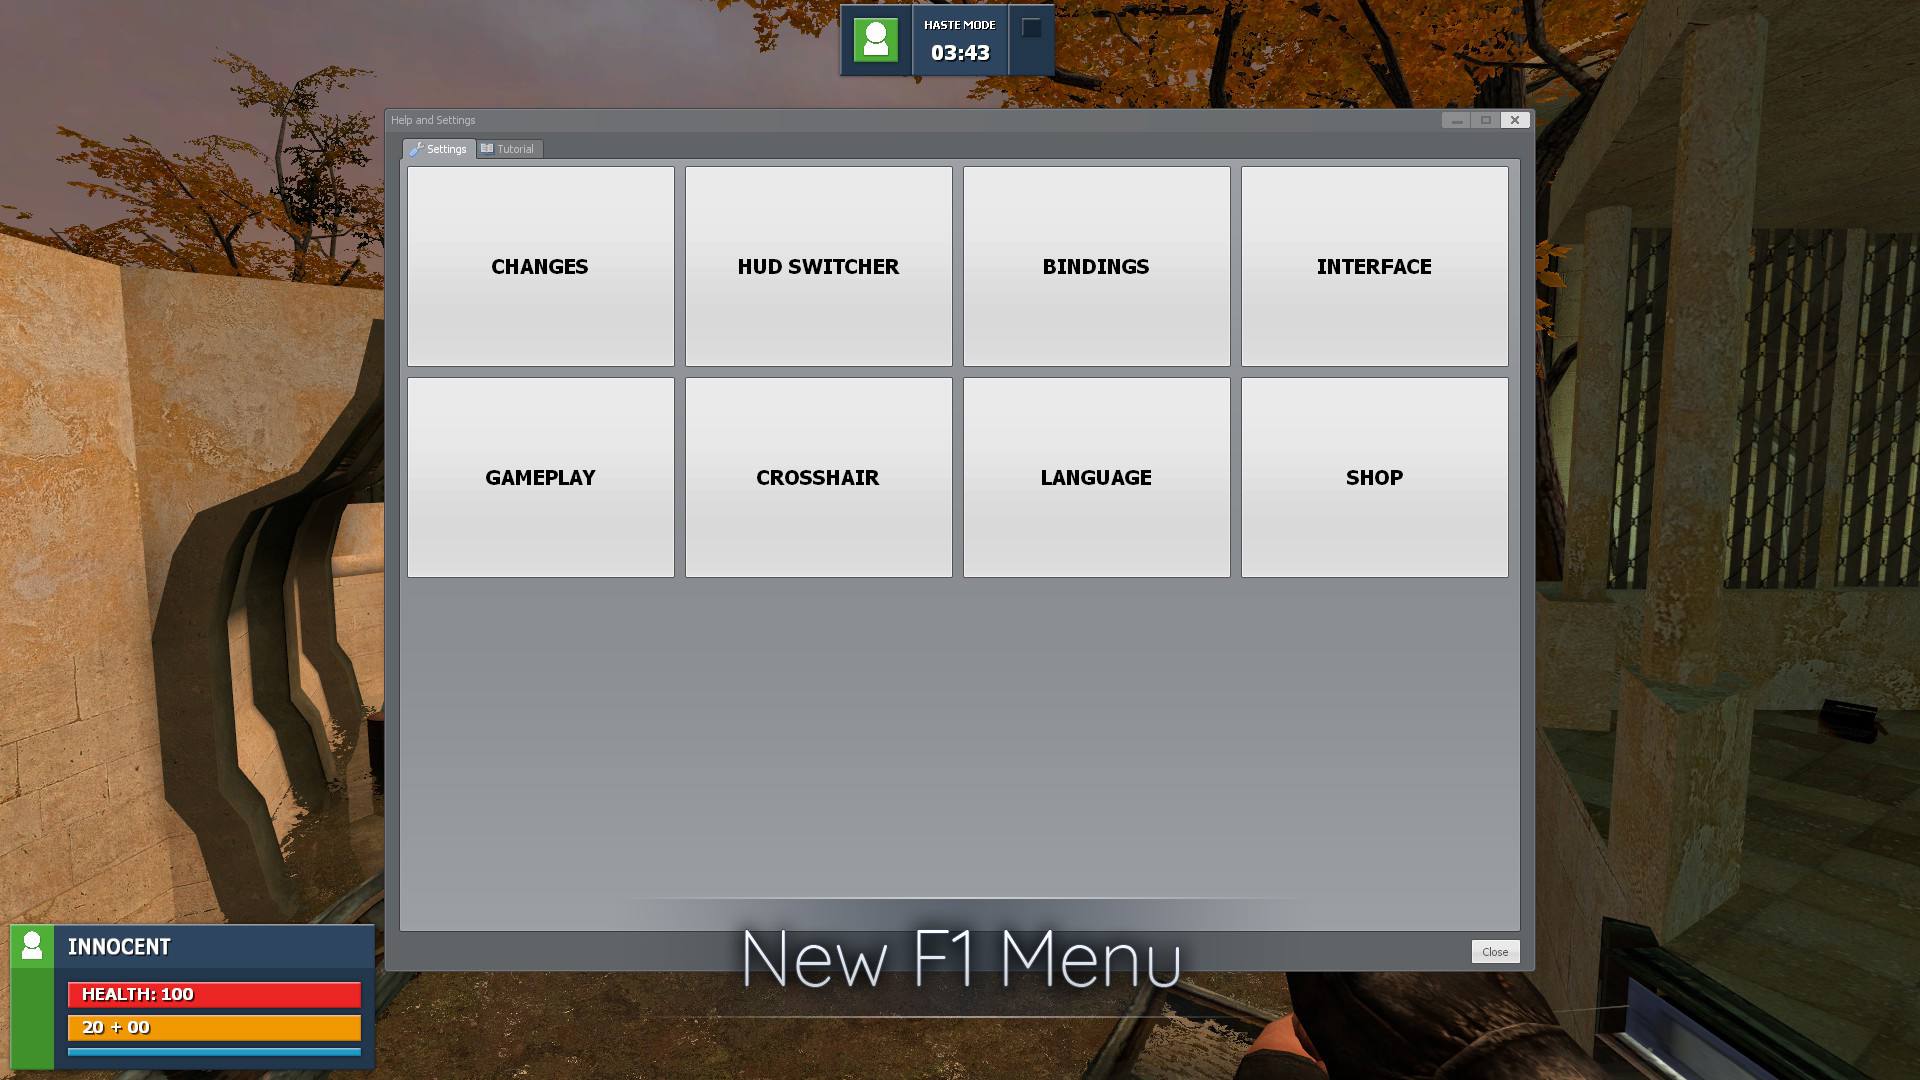 HASTE MODE
03:43
Help and Settings
Settings
Tutorial
CHANGES
HUD SWITCHER
BINDINGS
INTERFACE
GAMEPLAY
CROSSHAIR
LANGUAGE
SHOP
New F1 Menu
Close
INNOCENT
HEALTH: 100
20 + 00